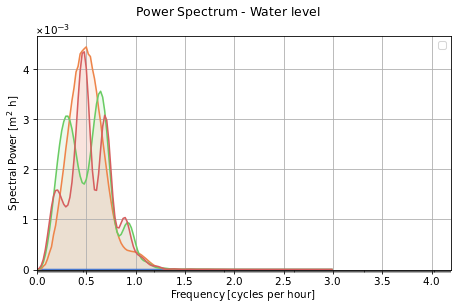 Power Spectrum - Water level
×10⁻³
4
3
2
1
0
Spectral Power [m² h]
0.0 0.5 1.0 1.5 2.0 2.5 3.0 3.5 4.0
Frequency [cycles per hour]